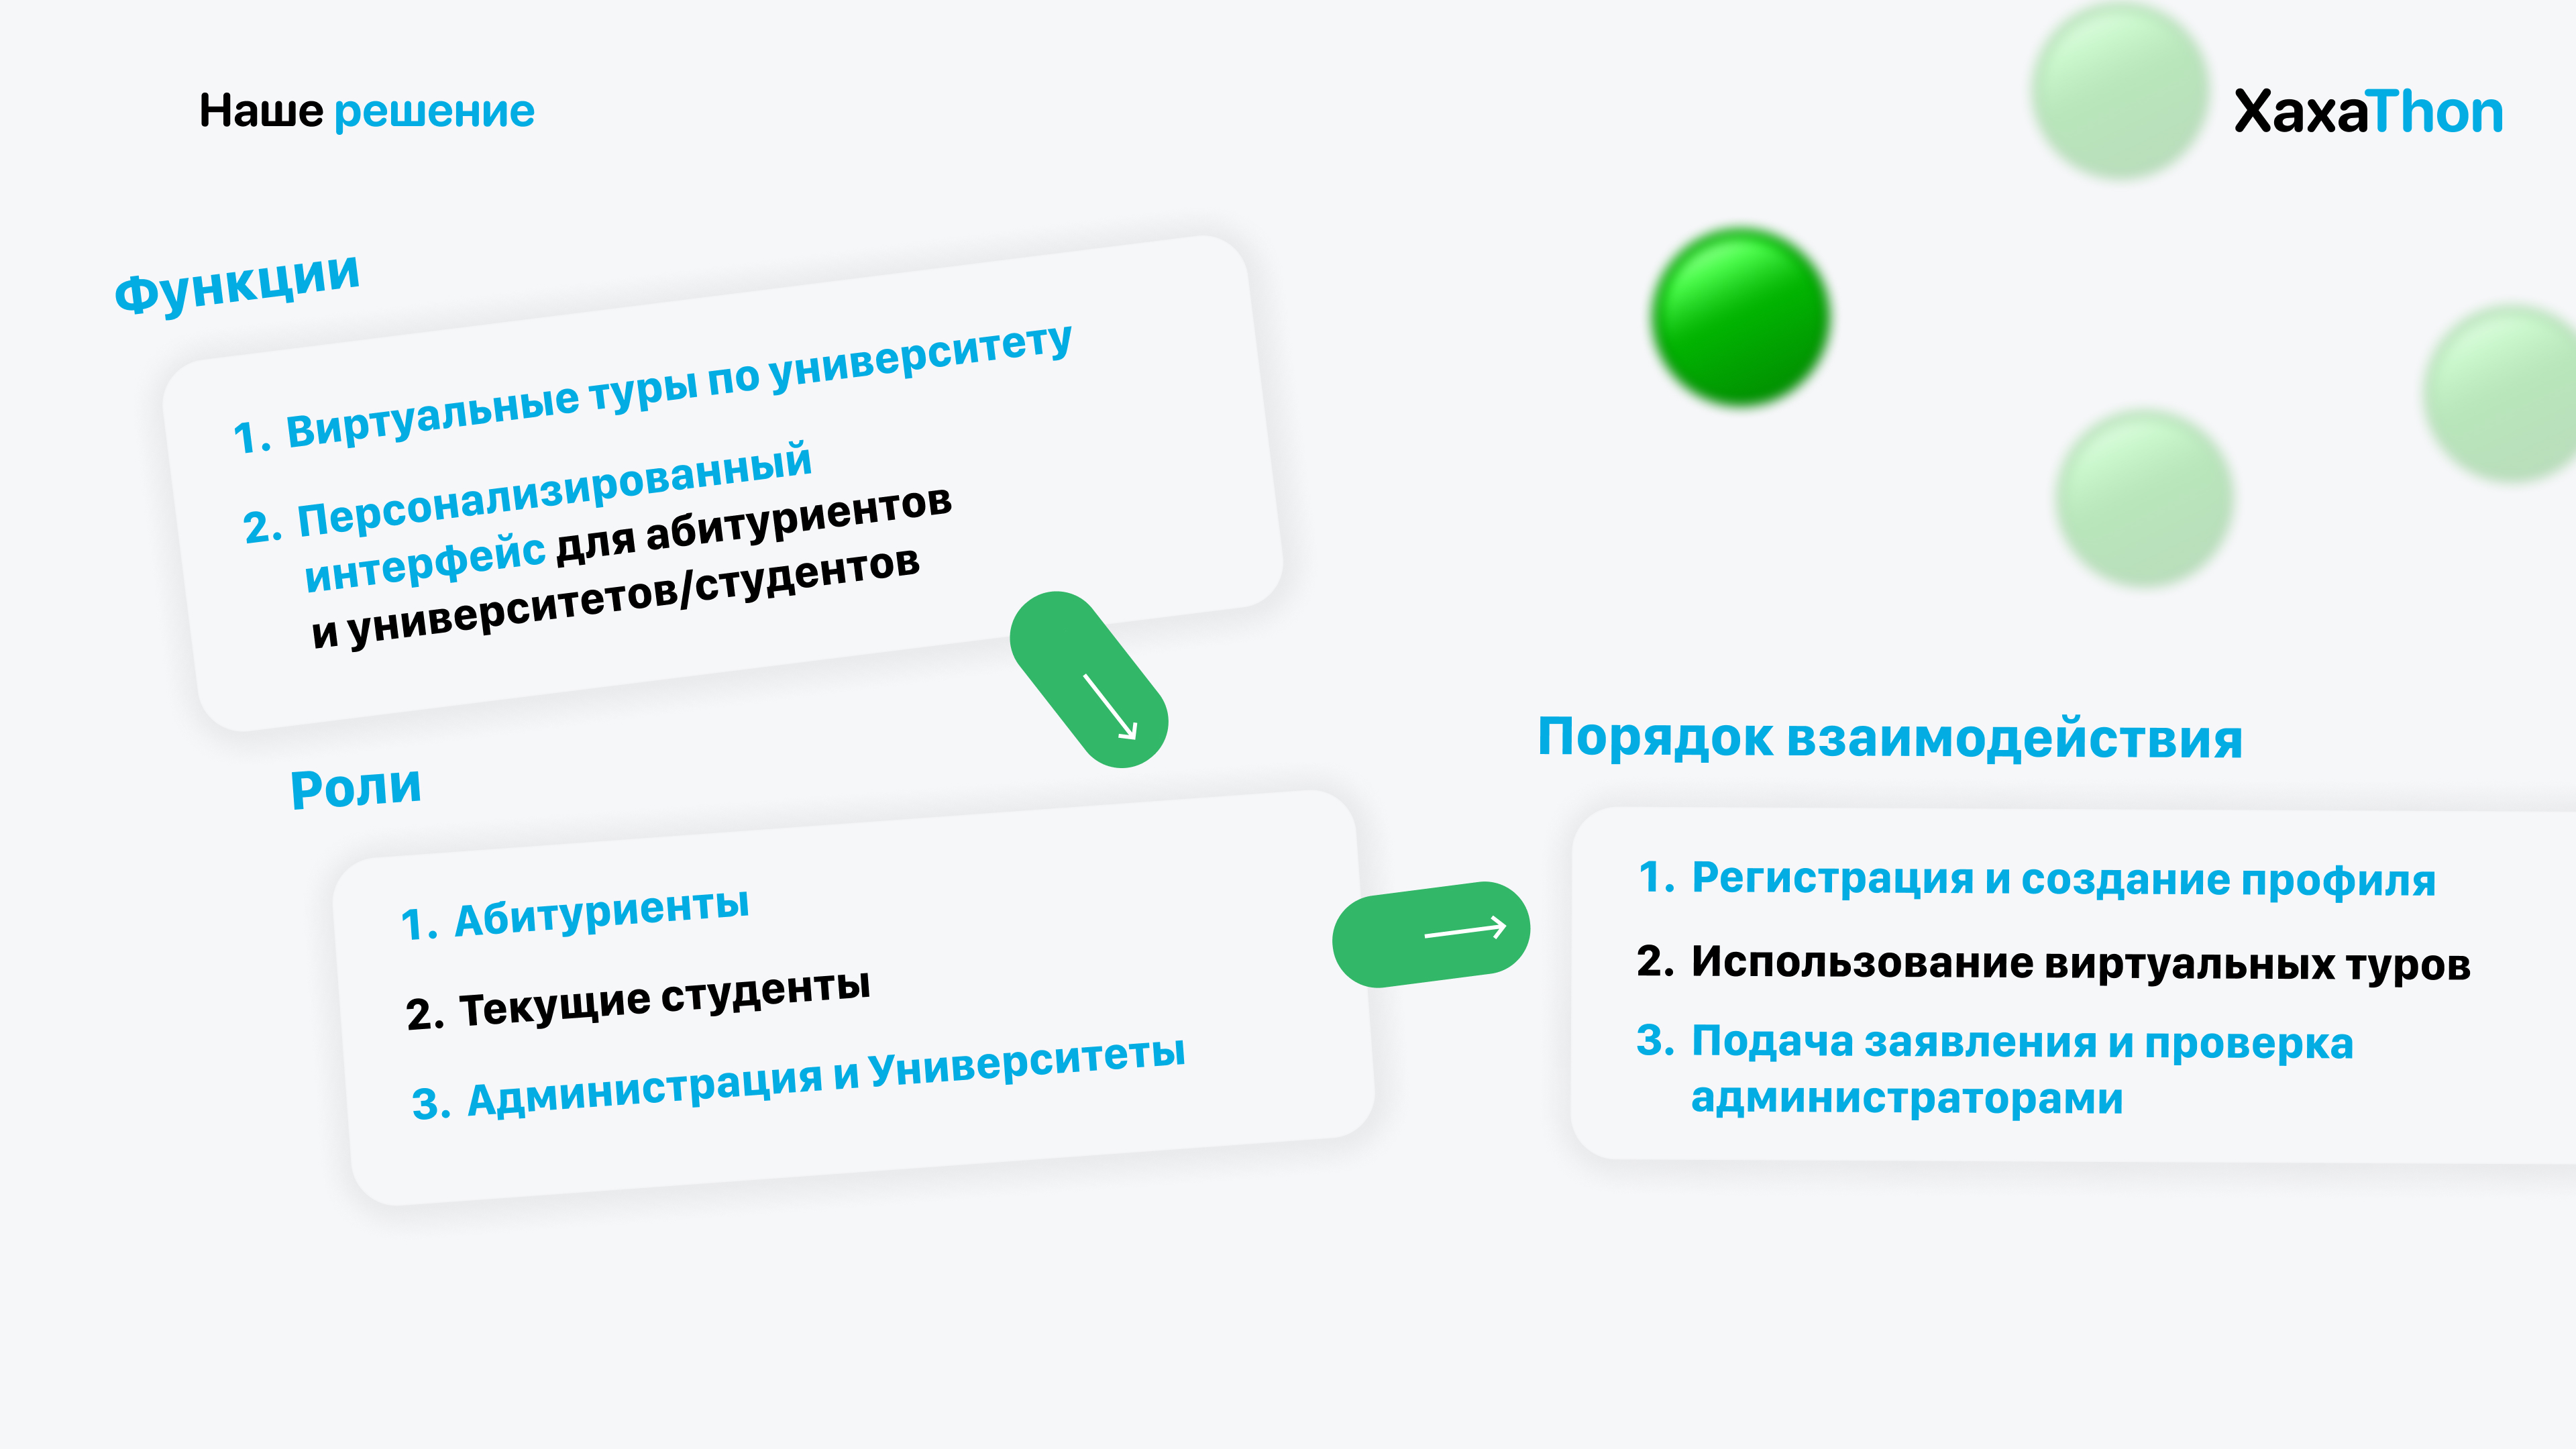 Наше решение
XaxaThon
Функции
1. Виртуальные туры по университету
2. Персонализированный
интерфейс для абитуриентов
и университетов/студентов
Роли
1. Абитуриенты
2. Текущие студенты
3. Администрация и Университеты
Порядок взаимодействия
1. Регистрация и создание профиля
2. Использование виртуальных туров
3. Подача заявления и проверка
администраторами